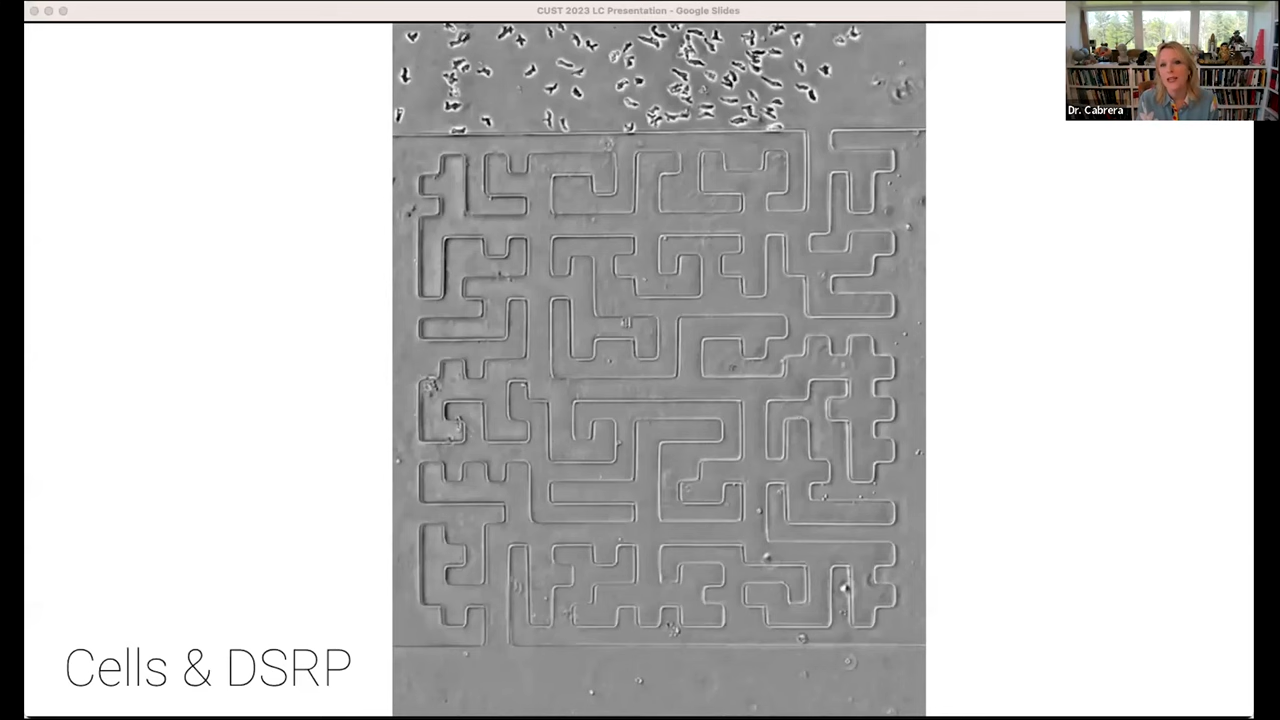 CUST 2023 LC Presentation - Google Slides
Dr. Cabrera
Cells & DSRP